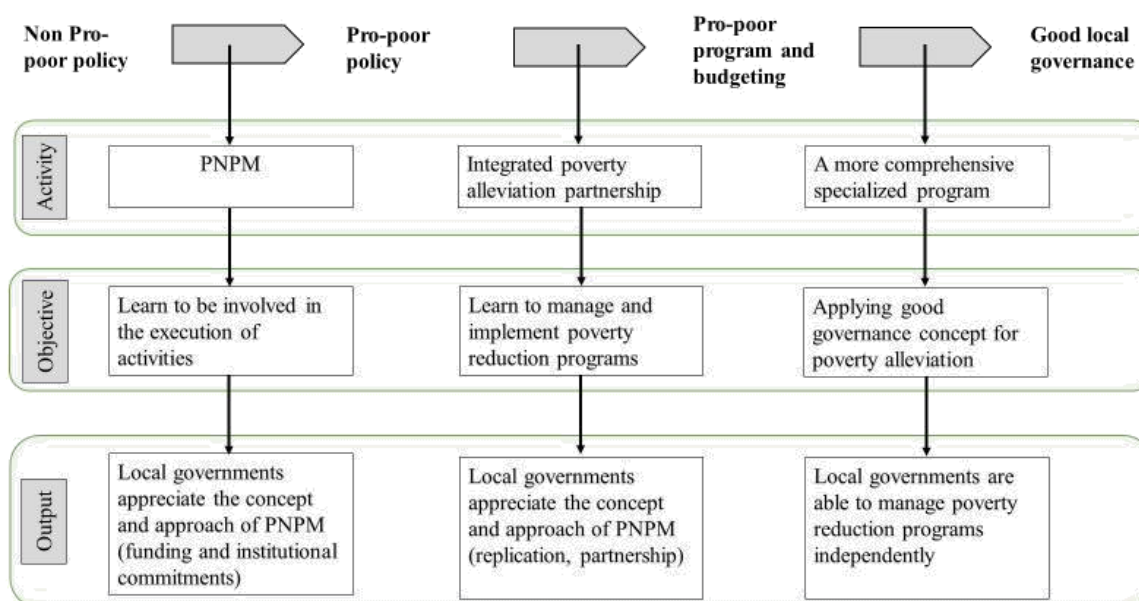 Non Pro-
poor policy
Pro-poor
policy
Pro-poor
program and
budgeting
Good local
governance
Activity
PNPM
Integrated poverty
alleviation partnership
A more comprehensive
specialized program
Objective
Learn to be involved in
the execution of
activities
Learn to manage and
implement poverty
reduction programs
Applying good
governance concept for
poverty alleviation
Output
Local governments
appreciate the concept
and approach of PNPM
(funding and institutional
commitments)
Local governments
appreciate the concept
and approach of PNPM
(replication, partnership)
Local governments are
able to manage poverty
reduction programs
independently